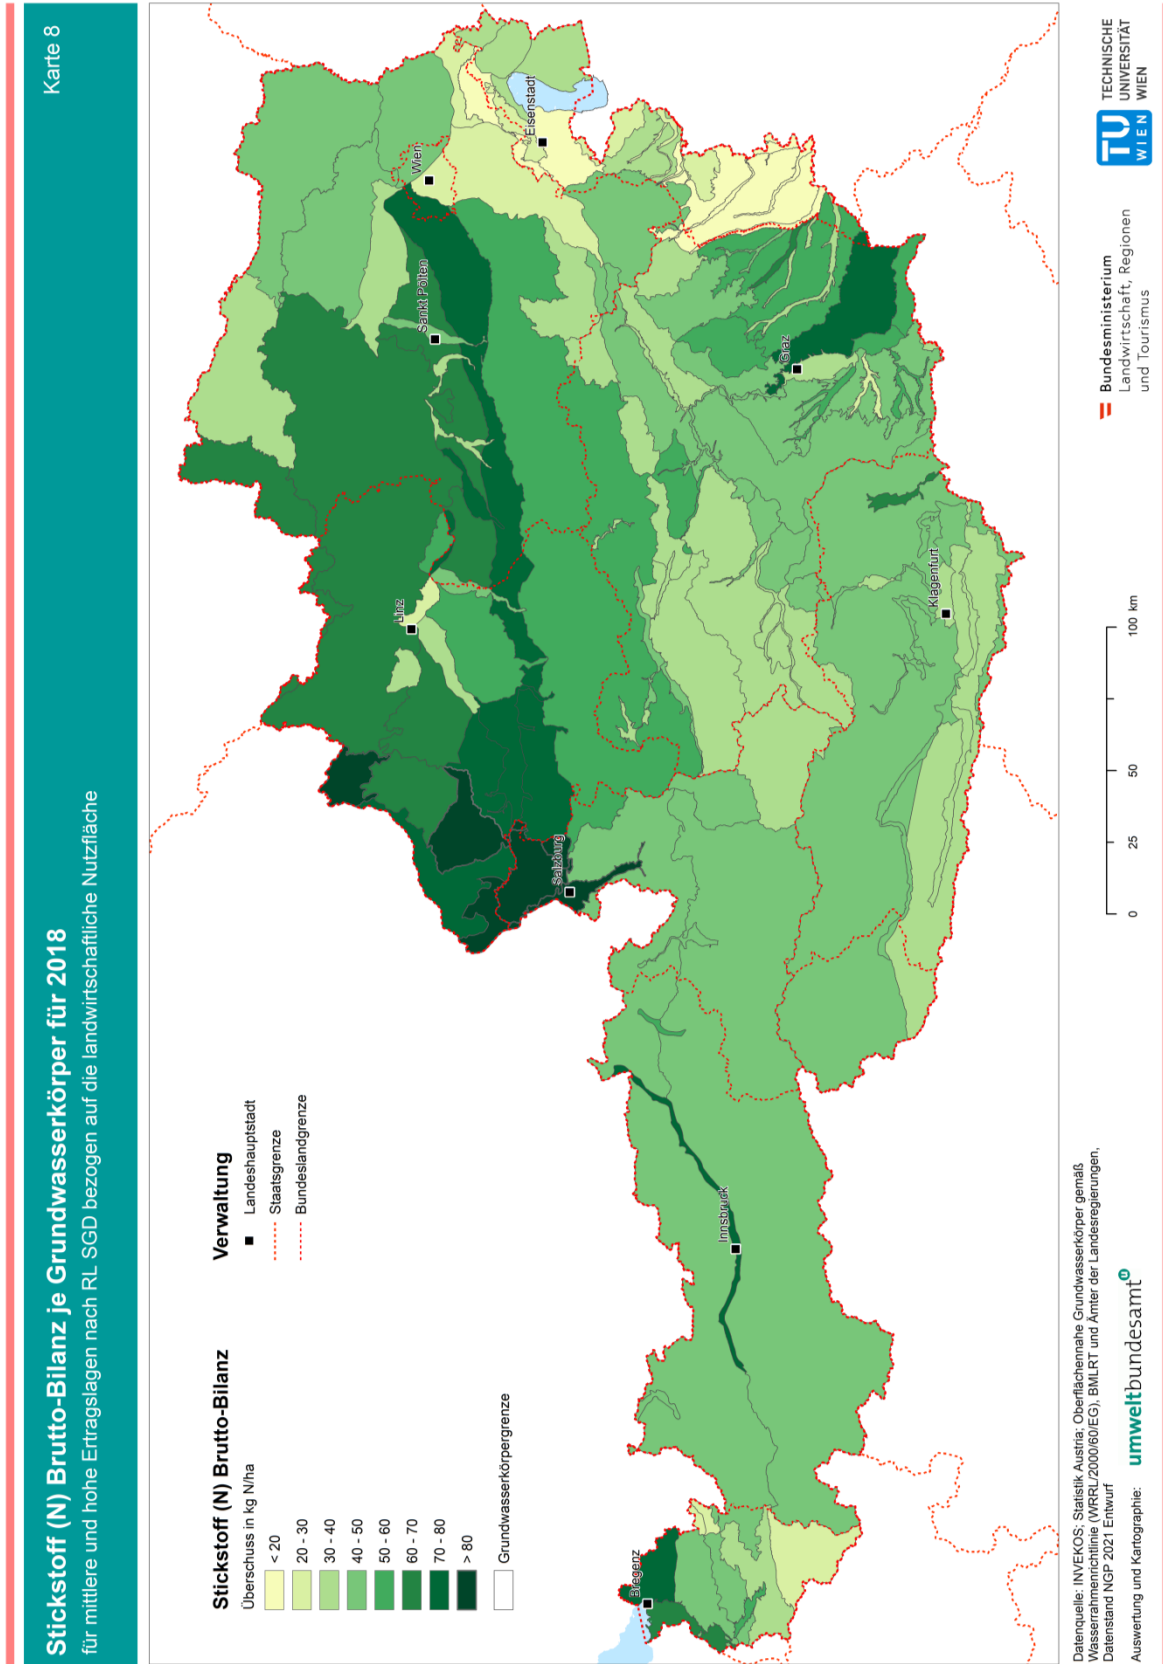 Stickstoff (N) Brutto-Bilanz je Grundwasserkörper für 2018
Karte 8
für mittlere und hohe Ertragslagen nach RL SGD bezogen auf die landwirtschaftliche Nutzfläche
Stickstoff (N) Brutto-Bilanz
Überschuss in kg N/ha
< 20
20 - 30
30 - 40
40 - 50
50 - 60
60 - 70
70 - 80
> 80
Grundwasserkörpergrenze
Verwaltung
Landeshauptstadt
Staatsgrenze
Bundeslandgrenze
Bregenz
Innsbruck
Salzburg
Linz
Sankt Pölten
Wien
Eisenstadt
Graz
Klagenfurt
0 25 50 100 km
Datenquelle: INVEKOS; Statistik Austria; Oberflächennahe Grundwasserkörper gemäß
Wasserrahmenrichtlinie (WRRL/2000/60/EG), BMLRT und Ämter der Landesregierungen,
Datenstand NGP 2021 Entwurf
Auswertung und Kartographie:
umweltbundesamt
u
Bundesministerium
Landwirtschaft, Regionen
und Tourismus
TU
WIEN
TECHNISCHE
UNIVERSITÄT
WIEN